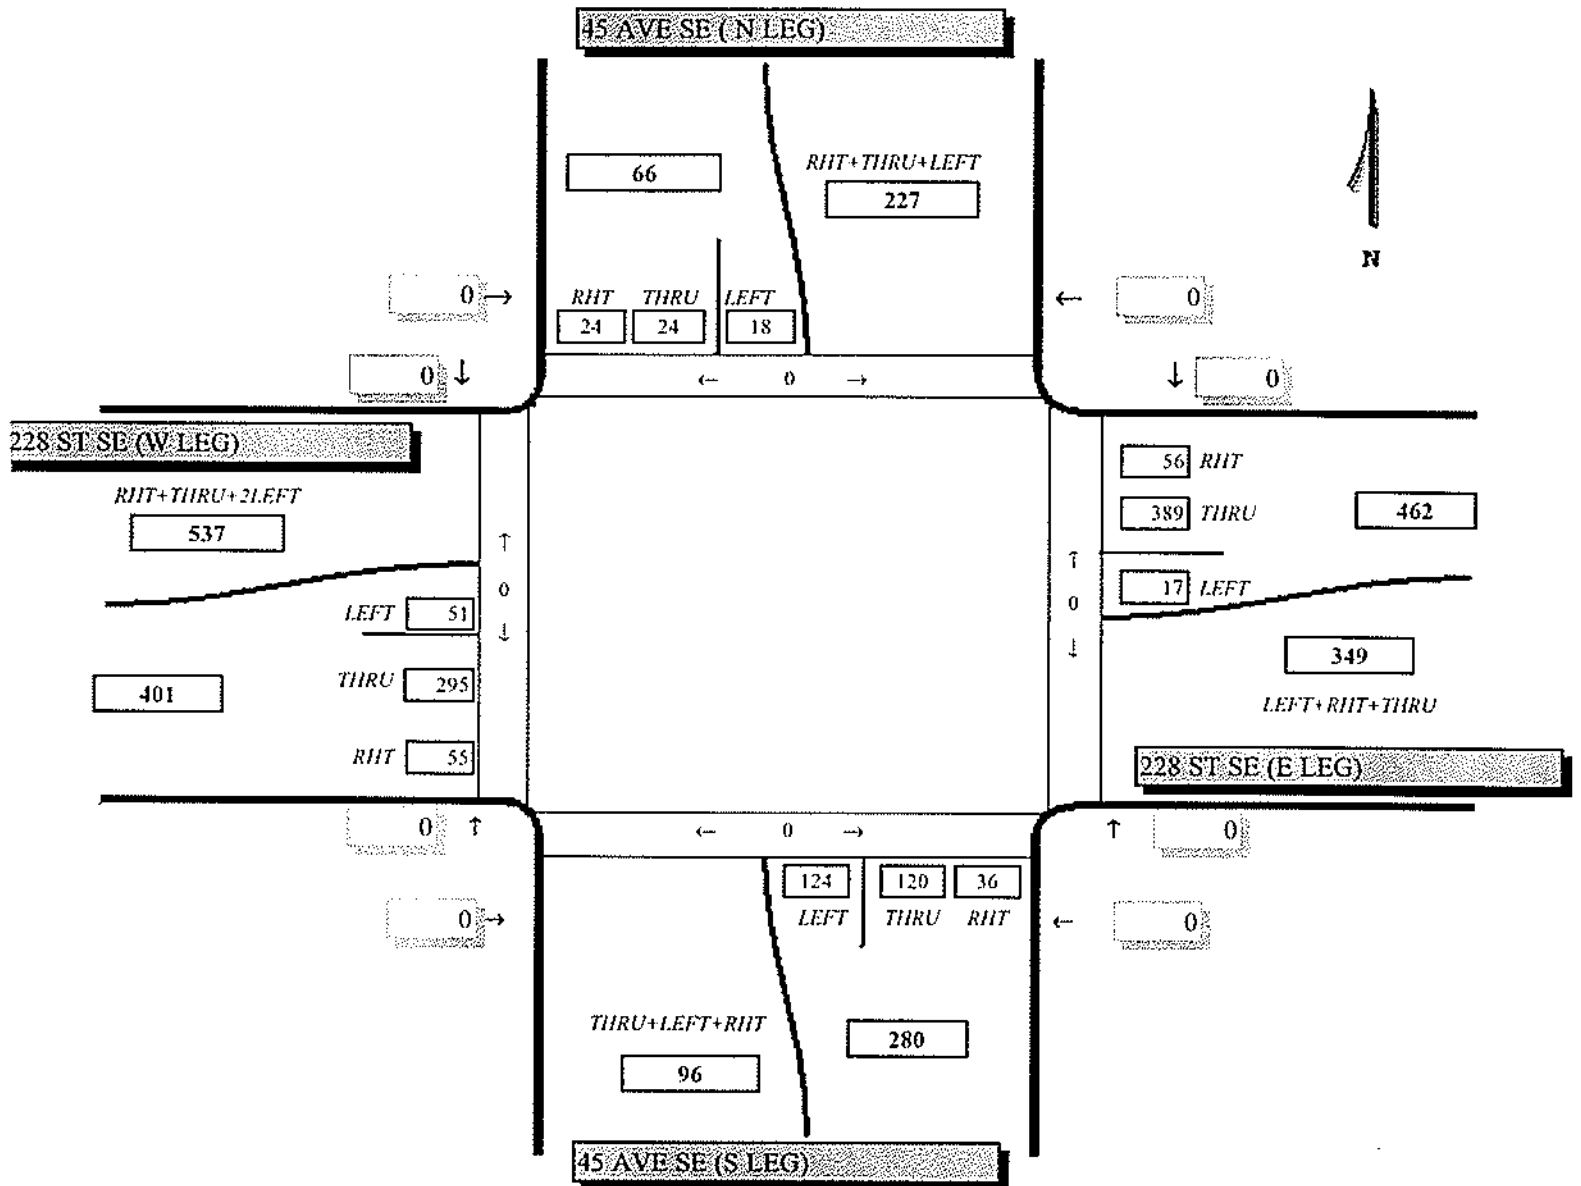 45 AVE SE ( N LEG)
66
RHT+THRU+LEFT
227
N
0 →
← 0
RHT THRU LEFT
24 24 18
0 ↓
← 0 →
↓ 0
228 ST SE (W LEG)
56 RHT
RHT+THRU+2LEFT
537
389 THRU
462
↑
0
↓
↑
0
↓
17 LEFT
LEFT 51
349
THRU 295
401
LEFT+RHT+THRU
RHT 55
228 ST SE (E LEG)
0 ↑
← 0 →
↑ 0
124 120 36
LEFT THRU RHT
0 →
← 0
THRU+LEFT+RHT
280
96
45 AVE SE (S LEG)